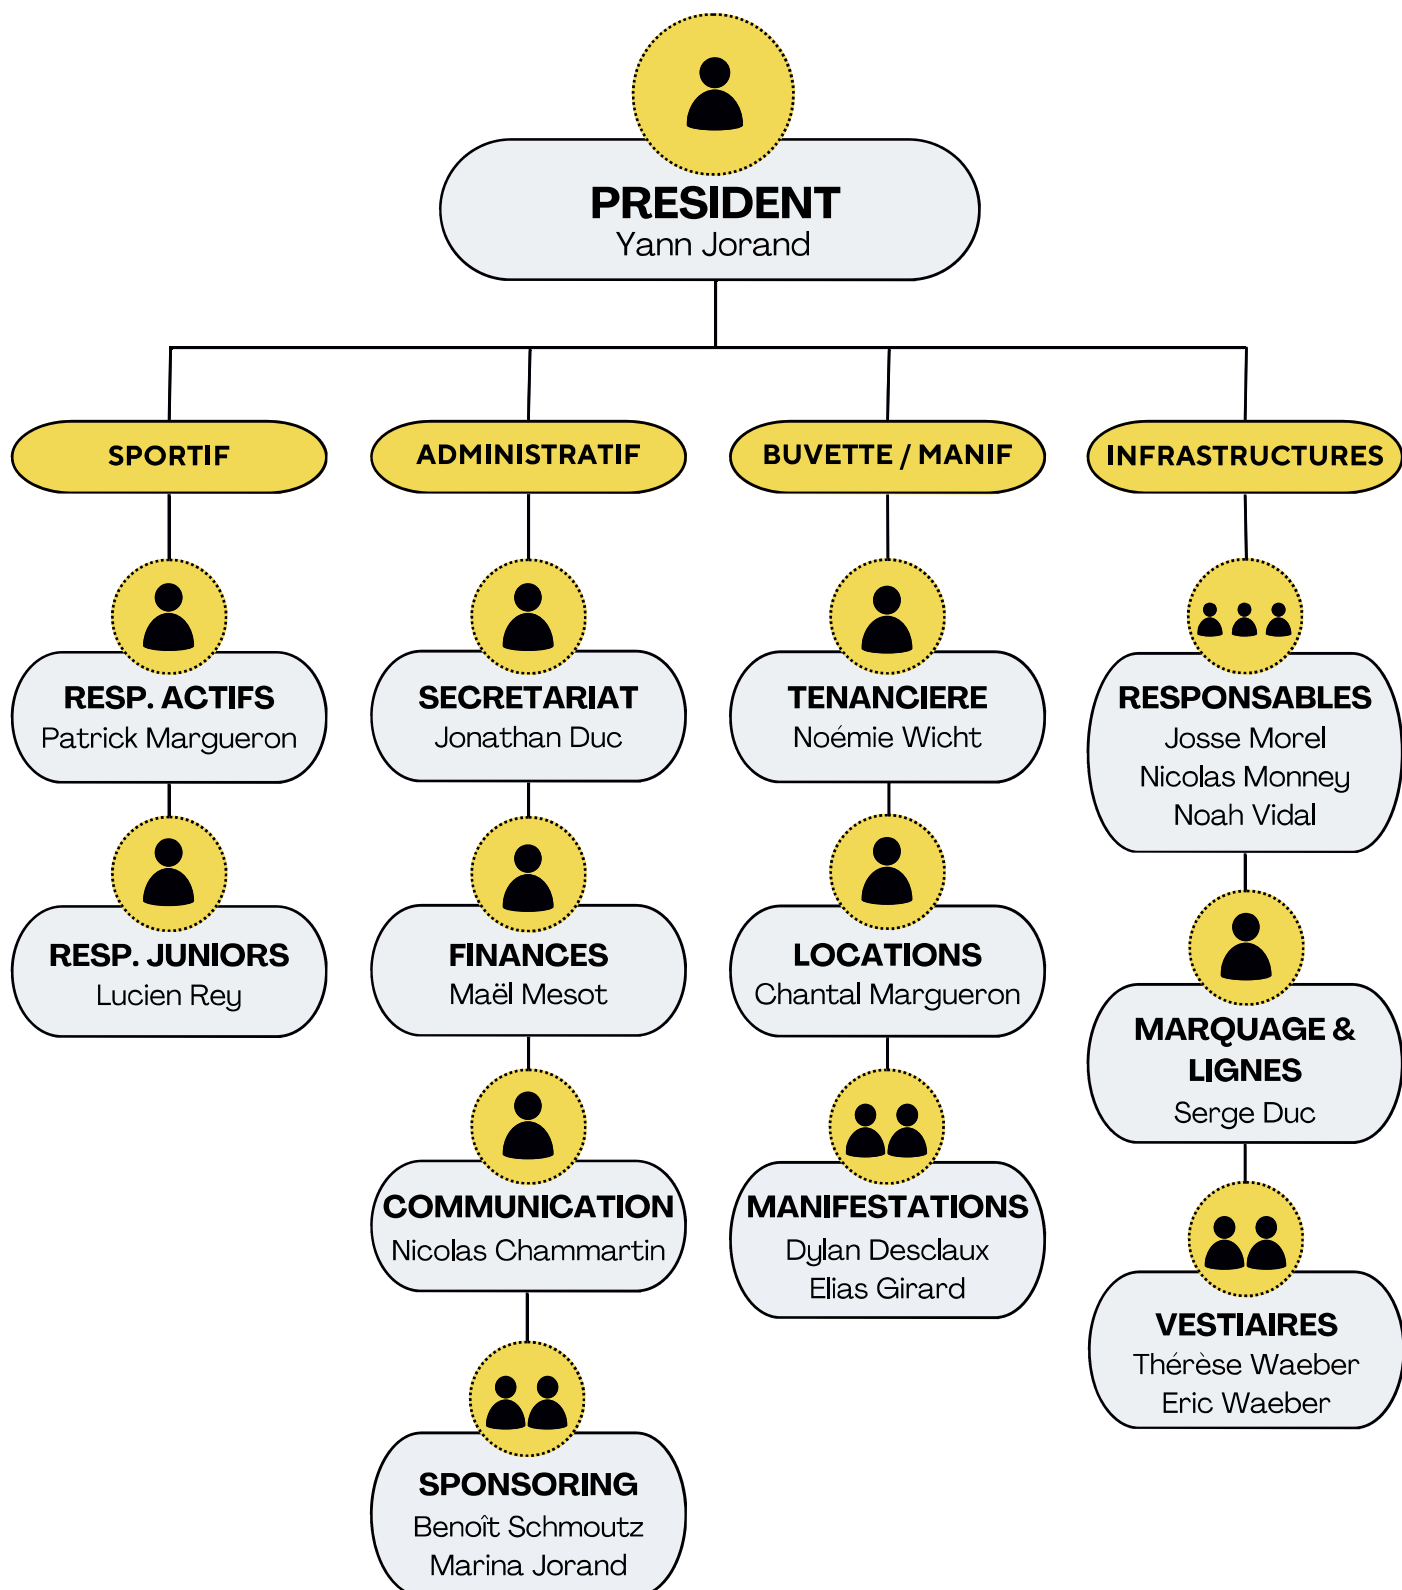 PRESIDENT
Yann Jorand
SPORTIF
RESP. ACTIFS
Patrick Margueron
RESP. JUNIORS
Lucien Rey
ADMINISTRATIF
SECRETARIAT
Jonathan Duc
FINANCES
Maël Mesot
COMMUNICATION
Nicolas Chammartin
SPONSORING
Benoît Schmoutz
Marina Jorand
BUVETTE / MANIF
TENANCIERE
Noémie Wicht
LOCATIONS
Chantal Margueron
MANIFESTATIONS
Dylan Desclaux
Elias Girard
INFRASTRUCTURES
RESPONSABLES
Josse Morel
Nicolas Monney
Noah Vidal
MARQUAGE &
LIGNES
Serge Duc
VESTIAIRES
Thérèse Waeber
Eric Waeber